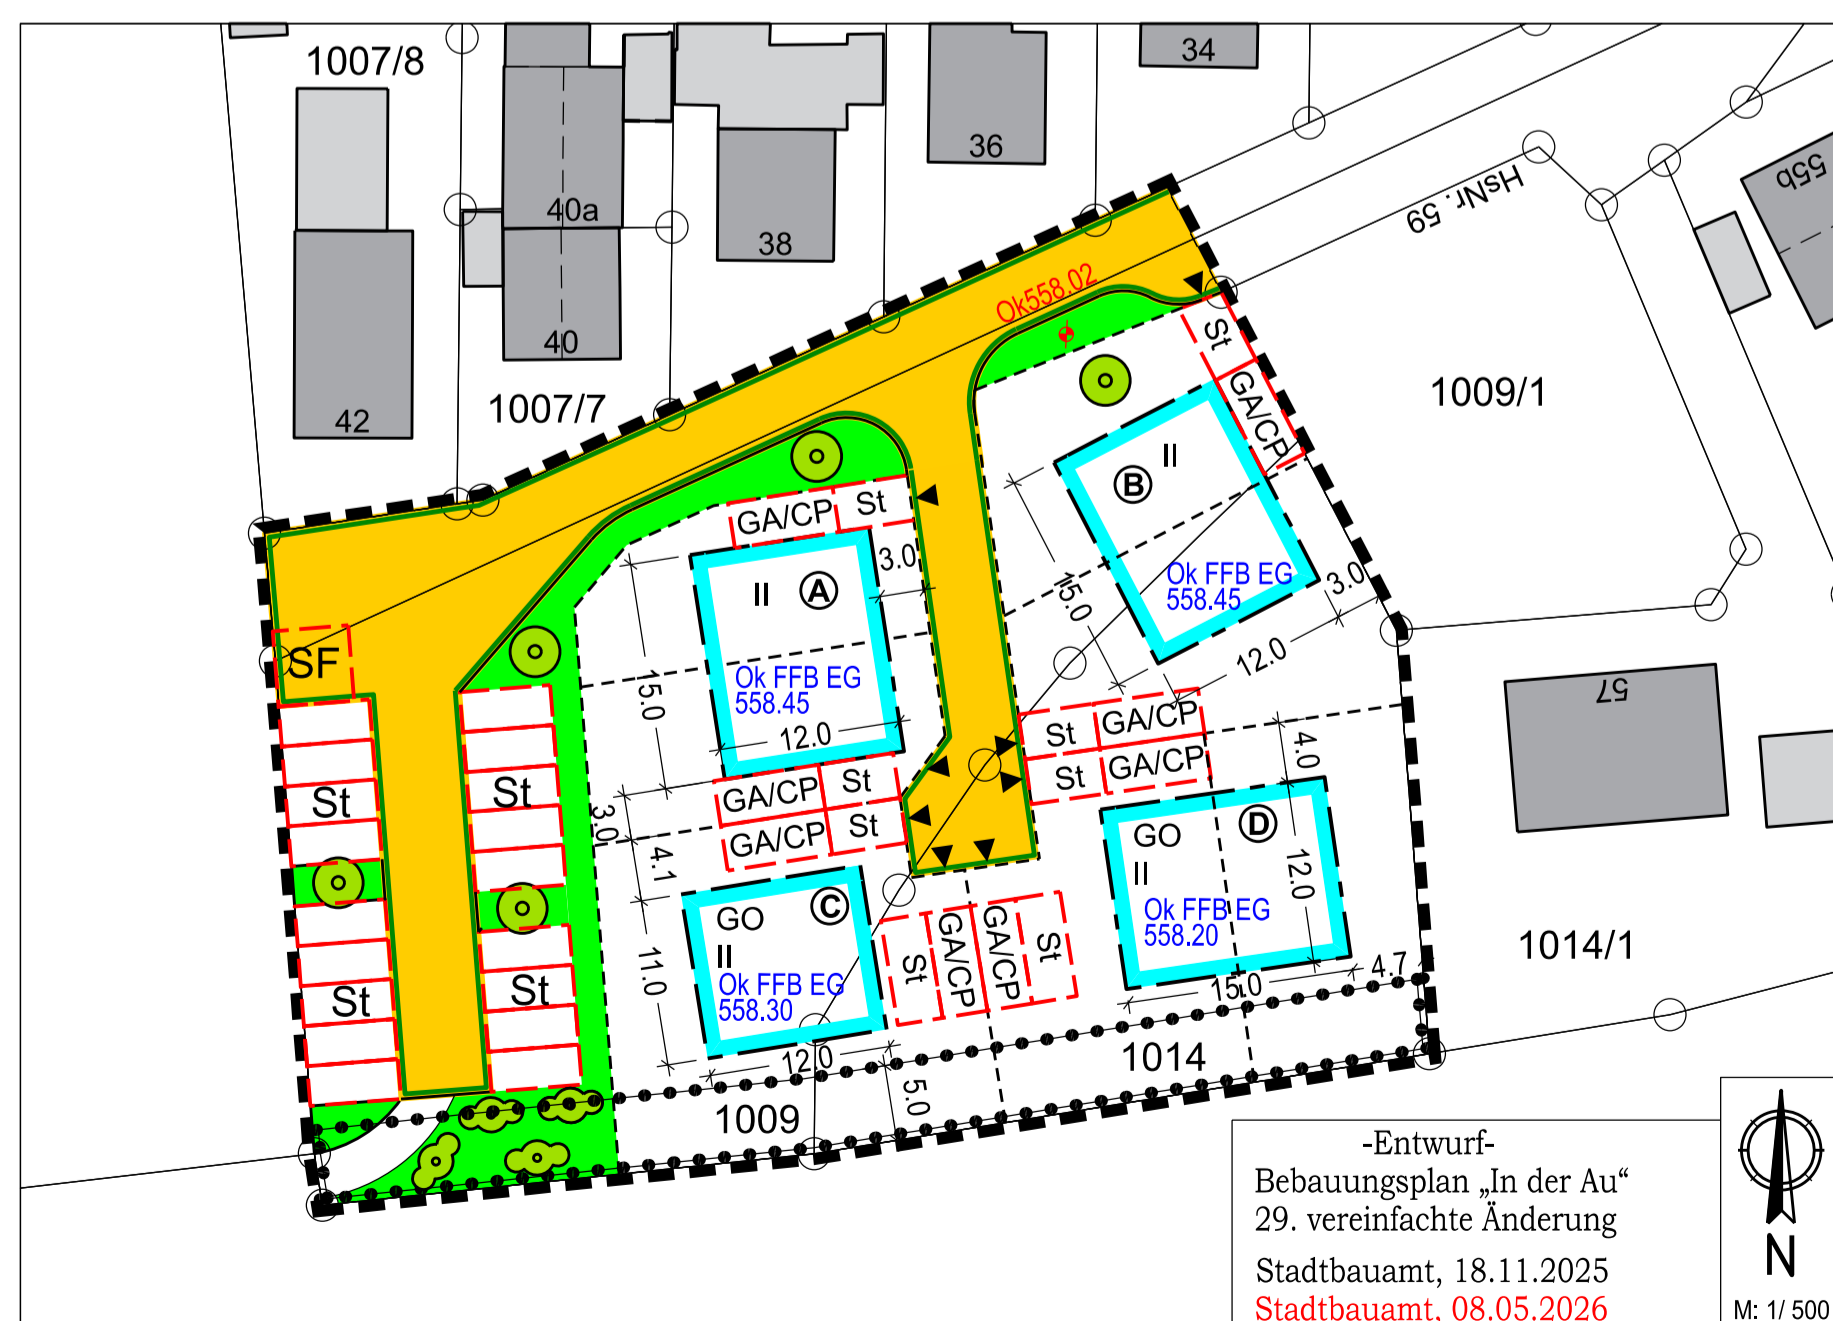 1007/8
34
36
40a
38
55b
HsNr. 59
Ok558.02
40
42
1007/7
1009/1
St
GA/CP
II
B
GA/CP St
3.0
15.0
Ok FFB EG
558.45
3.0
12.0
II
A
15.0
Ok FFB EG
558.45
12.0
SF
57
St GA/CP
St GA/CP
4.0
St
St
GA/CP St
GA/CP St
3.0
4.1
GO
D
II
12.0
Ok FFB EG
558.20
15.0
4.7
GO
C
II
Ok FFB EG
558.30
11.0
12.0
St
GA/CP
GA/CP
St
St
St
1014/1
1014
1009
5.0
-Entwurf-
Bebauungsplan „In der Au“
29. vereinfachte Änderung
Stadtbauamt, 18.11.2025
Stadtbauamt, 08.05.2026
N
M: 1/ 500